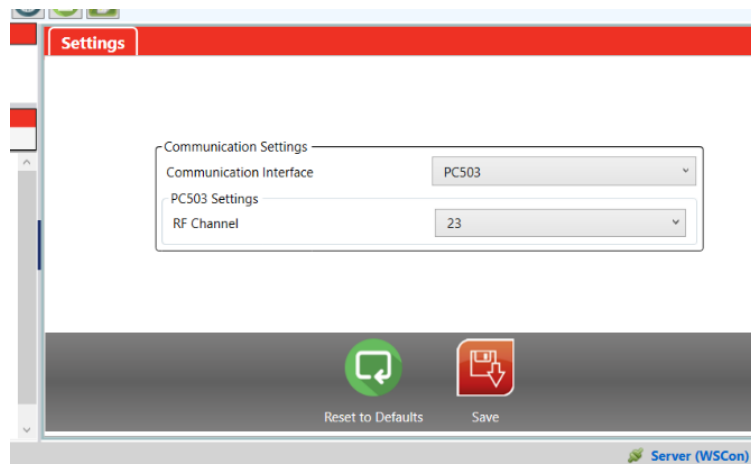 Settings
Communication Settings
Communication Interface PC503
PC503 Settings
RF Channel 23
Reset to Defaults Save
Server (WSCon)